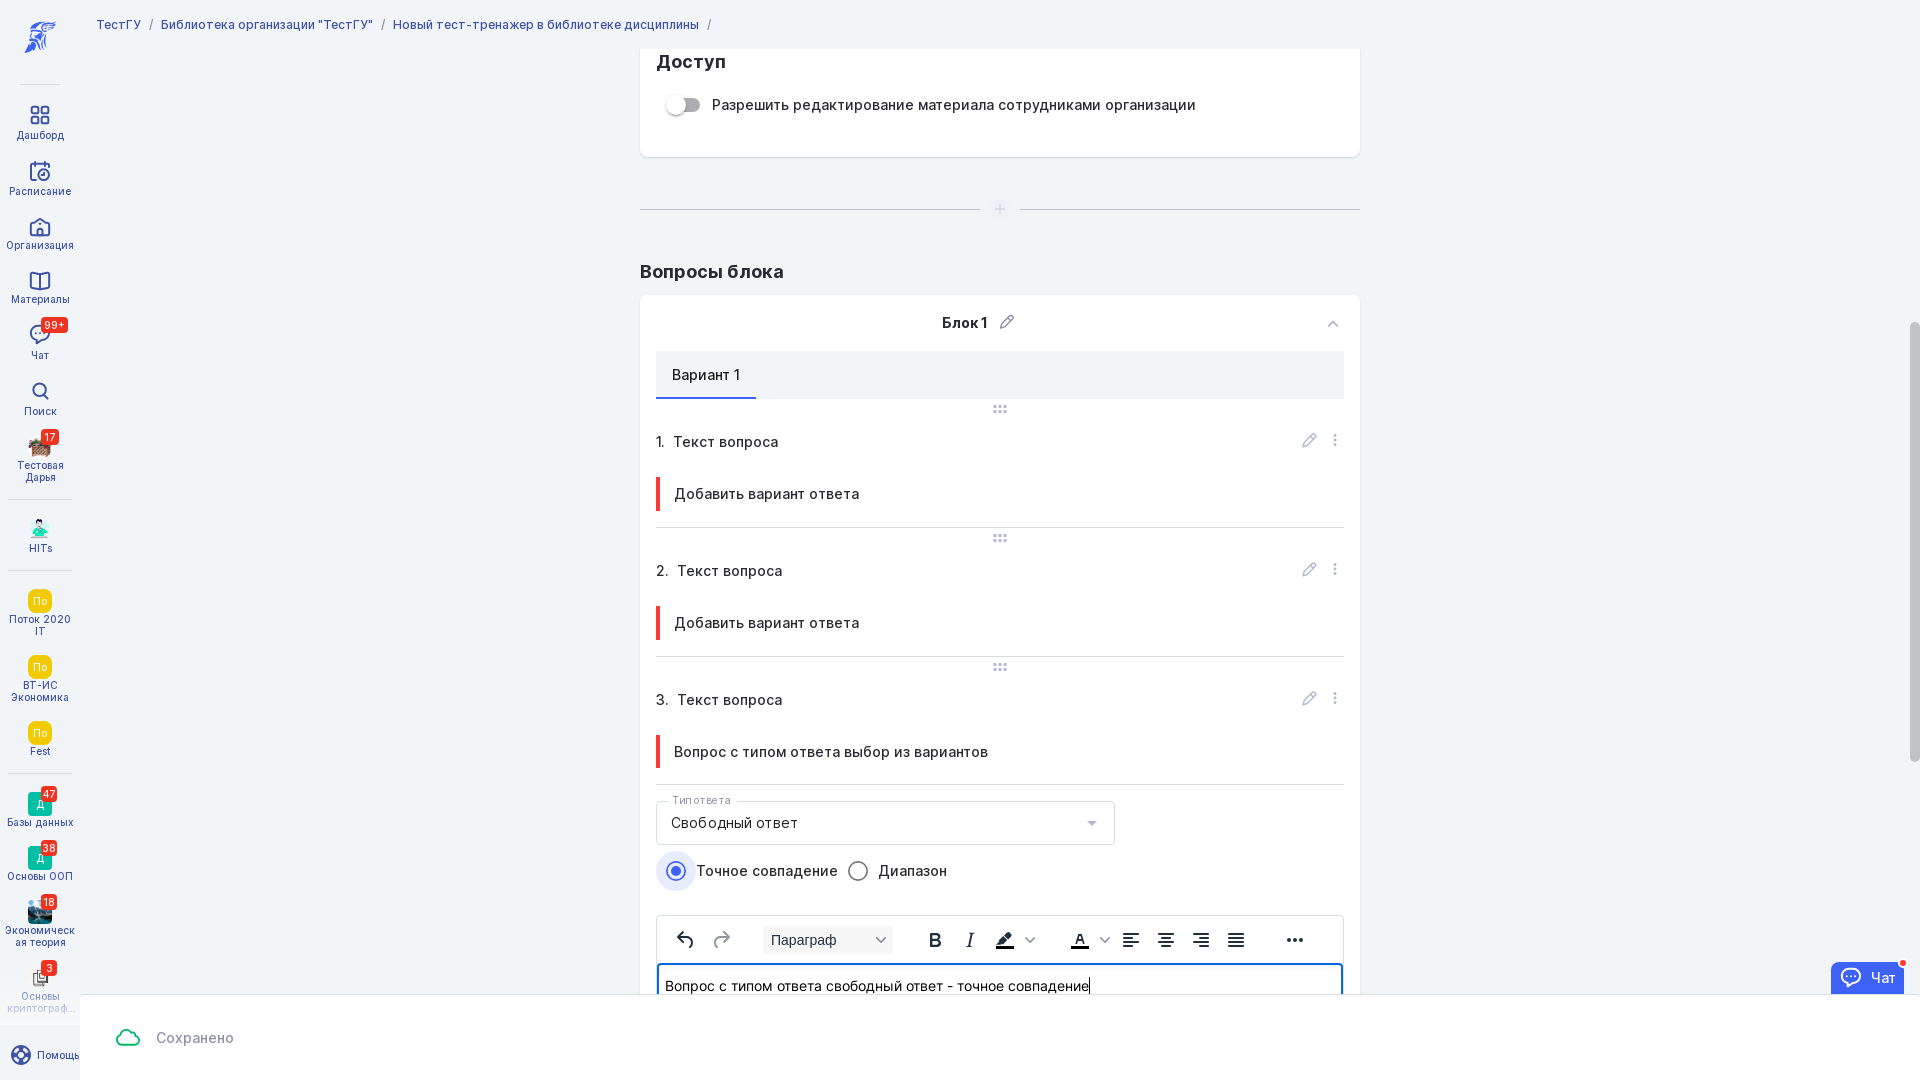 ТестГУ / Библиотека организации "ТестГУ" / Новый тест-тренажер в библиотеке дисциплины /
Дашборд
Расписание
Организация
Материалы
99+
Чат
Поиск
17
Тестовая
Дарья
HITs
По
Поток 2020
IT
По
ВТ-ИС
Экономика
По
Fest
47
Д
Базы данных
38
Д
Основы ООП
18
Экономическ
ая теория
3
Основы
криптограф...
Помощь
Доступ
Разрешить редактирование материала сотрудниками организации
Вопросы блока
Блок 1
Вариант 1
1. Текст вопроса
Добавить вариант ответа
2. Текст вопроса
Добавить вариант ответа
3. Текст вопроса
Вопрос с типом ответа выбор из вариантов
Тип ответа
Свободный ответ
Точное совпадение Диапазон
Параграф
Вопрос с типом ответа свободный ответ - точное совпадение
Чат
Сохранено